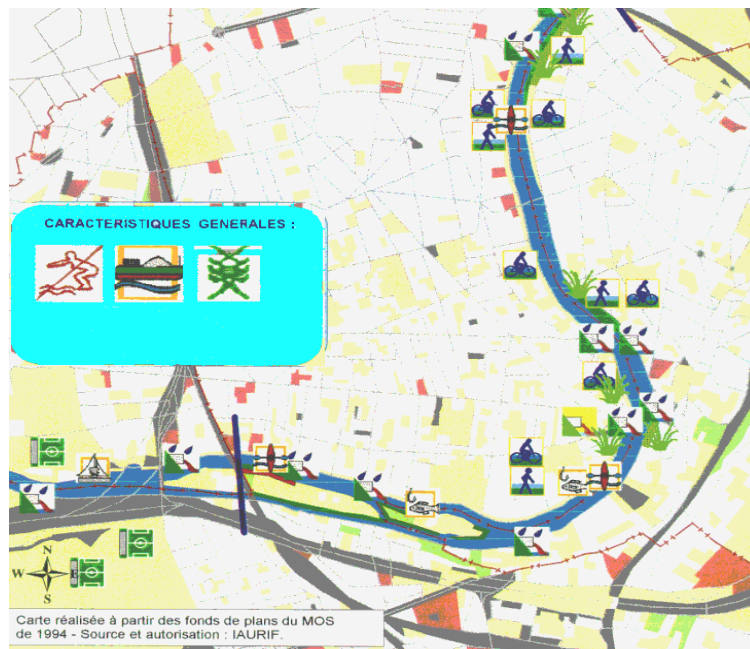 CARACTERISTIQUES GENERALES :
N
W E
S
Carte réalisée à partir des fonds de plans du MOS
de 1994 - Source et autorisation : IAURIF.